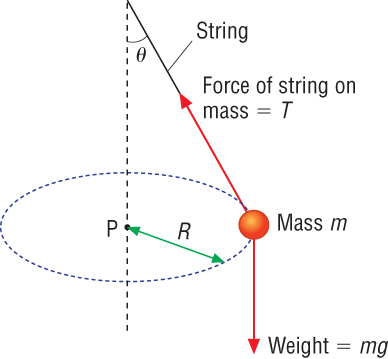 String
θ
Force of string on
mass = T
P
R
Mass m
Weight = mg